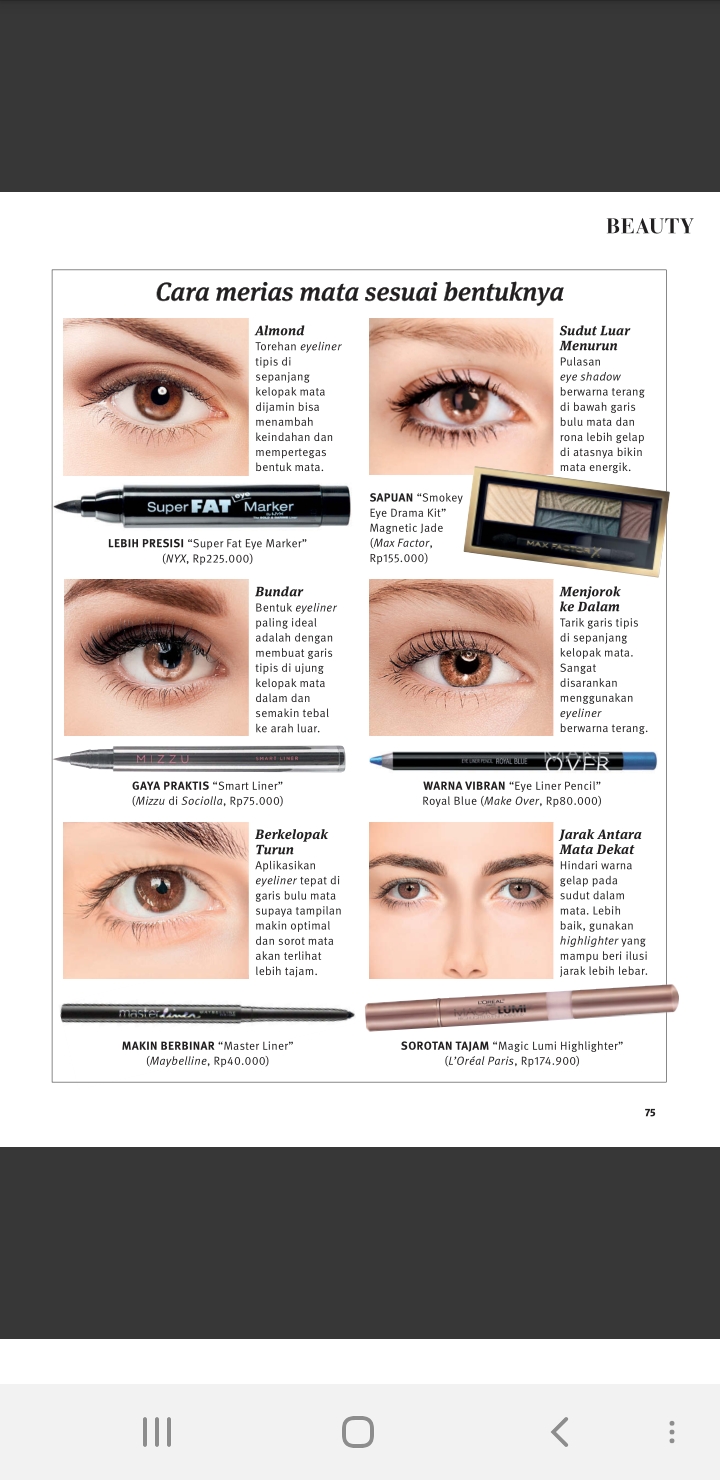 BEAUTY
Cara merias mata sesuai bentuknya
Almond
Torehan eyeliner
tipis di
sepanjang
kelopak mata
dijamin bisa
menambah
keindahan dan
mempertegas
bentuk mata.
Super FAT eye Marker
LEBIH PRESISI “Super Fat Eye Marker”
(NYX, Rp225.000)
Sudut Luar
Menurun
Pulasan
eye shadow
berwarna terang
di bawah garis
bulu mata dan
rona lebih gelap
di atasnya bikin
mata energik.
SAPUAN “Smokey
Eye Drama Kit”
Magnetic Jade
(Max Factor,
Rp155.000)
MAX FACTOR X
Bundar
Bentuk eyeliner
paling ideal
adalah dengan
membuat garis
tipis di ujung
kelopak mata
dalam dan
semakin tebal
ke arah luar.
MIZZU SMART LINER
GAYA PRAKTIS “Smart Liner”
(Mizzu di Sociolla, Rp75.000)
Menjorok
ke Dalam
Tarik garis tipis
di sepanjang
kelopak mata.
Sangat
disarankan
menggunakan
eyeliner
berwarna terang.
EYE LINER PENCIL ROYAL BLUE MAKE OVER
WARNA VIBRAN “Eye Liner Pencil”
Royal Blue (Make Over, Rp80.000)
Berkelopak
Turun
Aplikasikan
eyeliner tepat di
garis bulu mata
supaya tampilan
makin optimal
dan sorot mata
akan terlihat
lebih tajam.
master liner
MAKIN BERBINAR “Master Liner”
(Maybelline, Rp40.000)
Jarak Antara
Mata Dekat
Hindari warna
gelap pada
sudut dalam
mata. Lebih
baik, gunakan
highlighter yang
mampu beri ilusi
jarak lebih lebar.
L'OREAL
MAGIC LUMI
SOROTAN TAJAM “Magic Lumi Highlighter”
(L’Oréal Paris, Rp174.900)
75